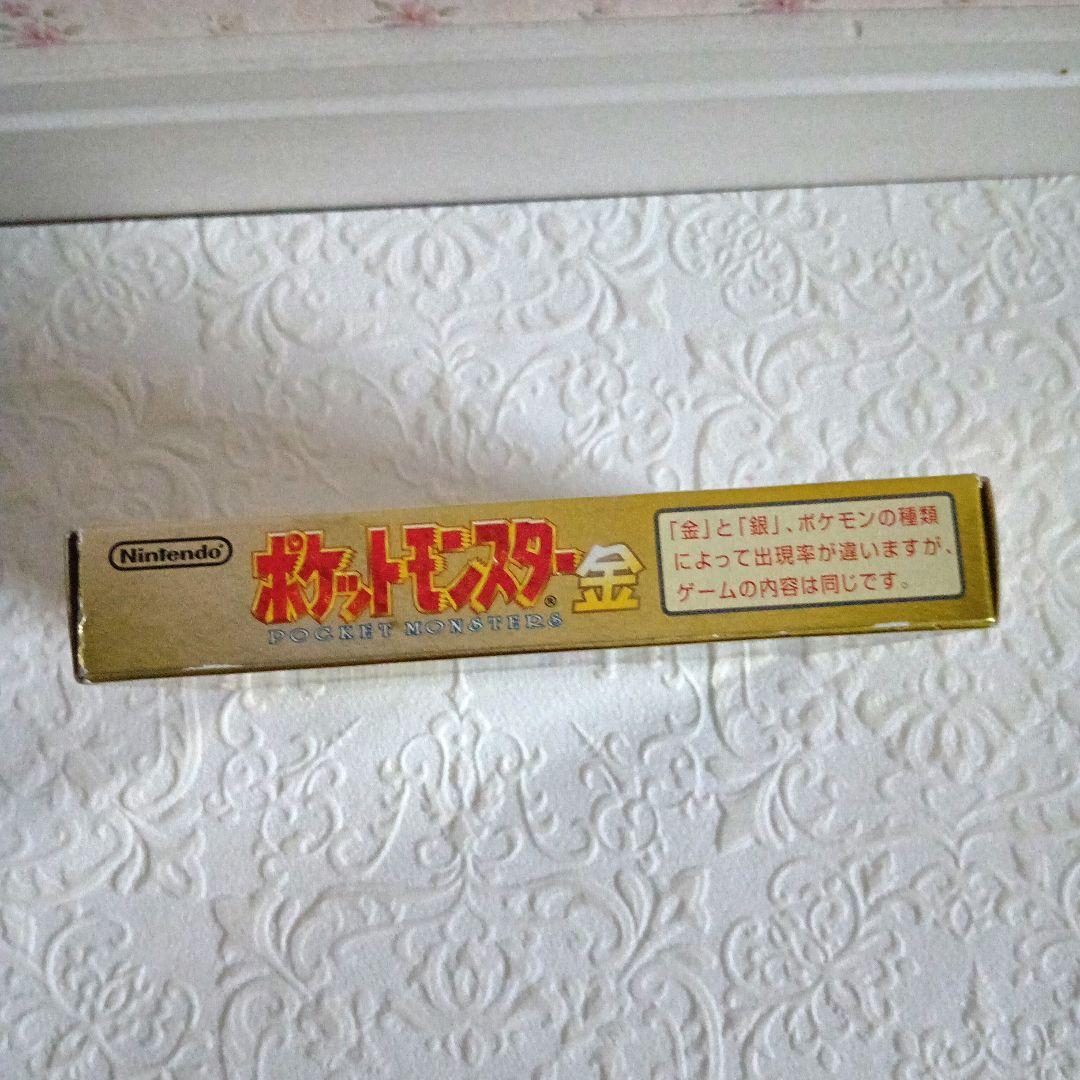 Nintendo®
ポケットモンスター®金
POCKET MONSTERS
「金」と「銀」、ポケモンの種類
によって出現率が違いますが、
ゲームの内容は同じです。